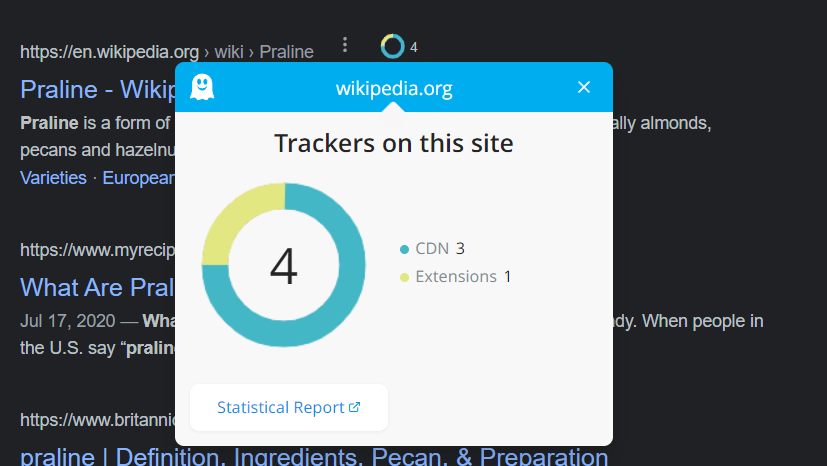 https://en.wikipedia.org › wiki › Praline
4
wikipedia.org
Praline - Wikip
Trackers on this site
Praline is a form of
ally almonds,
pecans and hazelnu
Varieties · European
4
CDN 3
Extensions 1
https://www.myrecip
What Are Pral
Jul 17, 2020 — Wha
ndy. When people in
the U.S. say “praline
Statistical Report
https://www.britannic
praline | Definition, Ingredients, Pecan, & Preparation